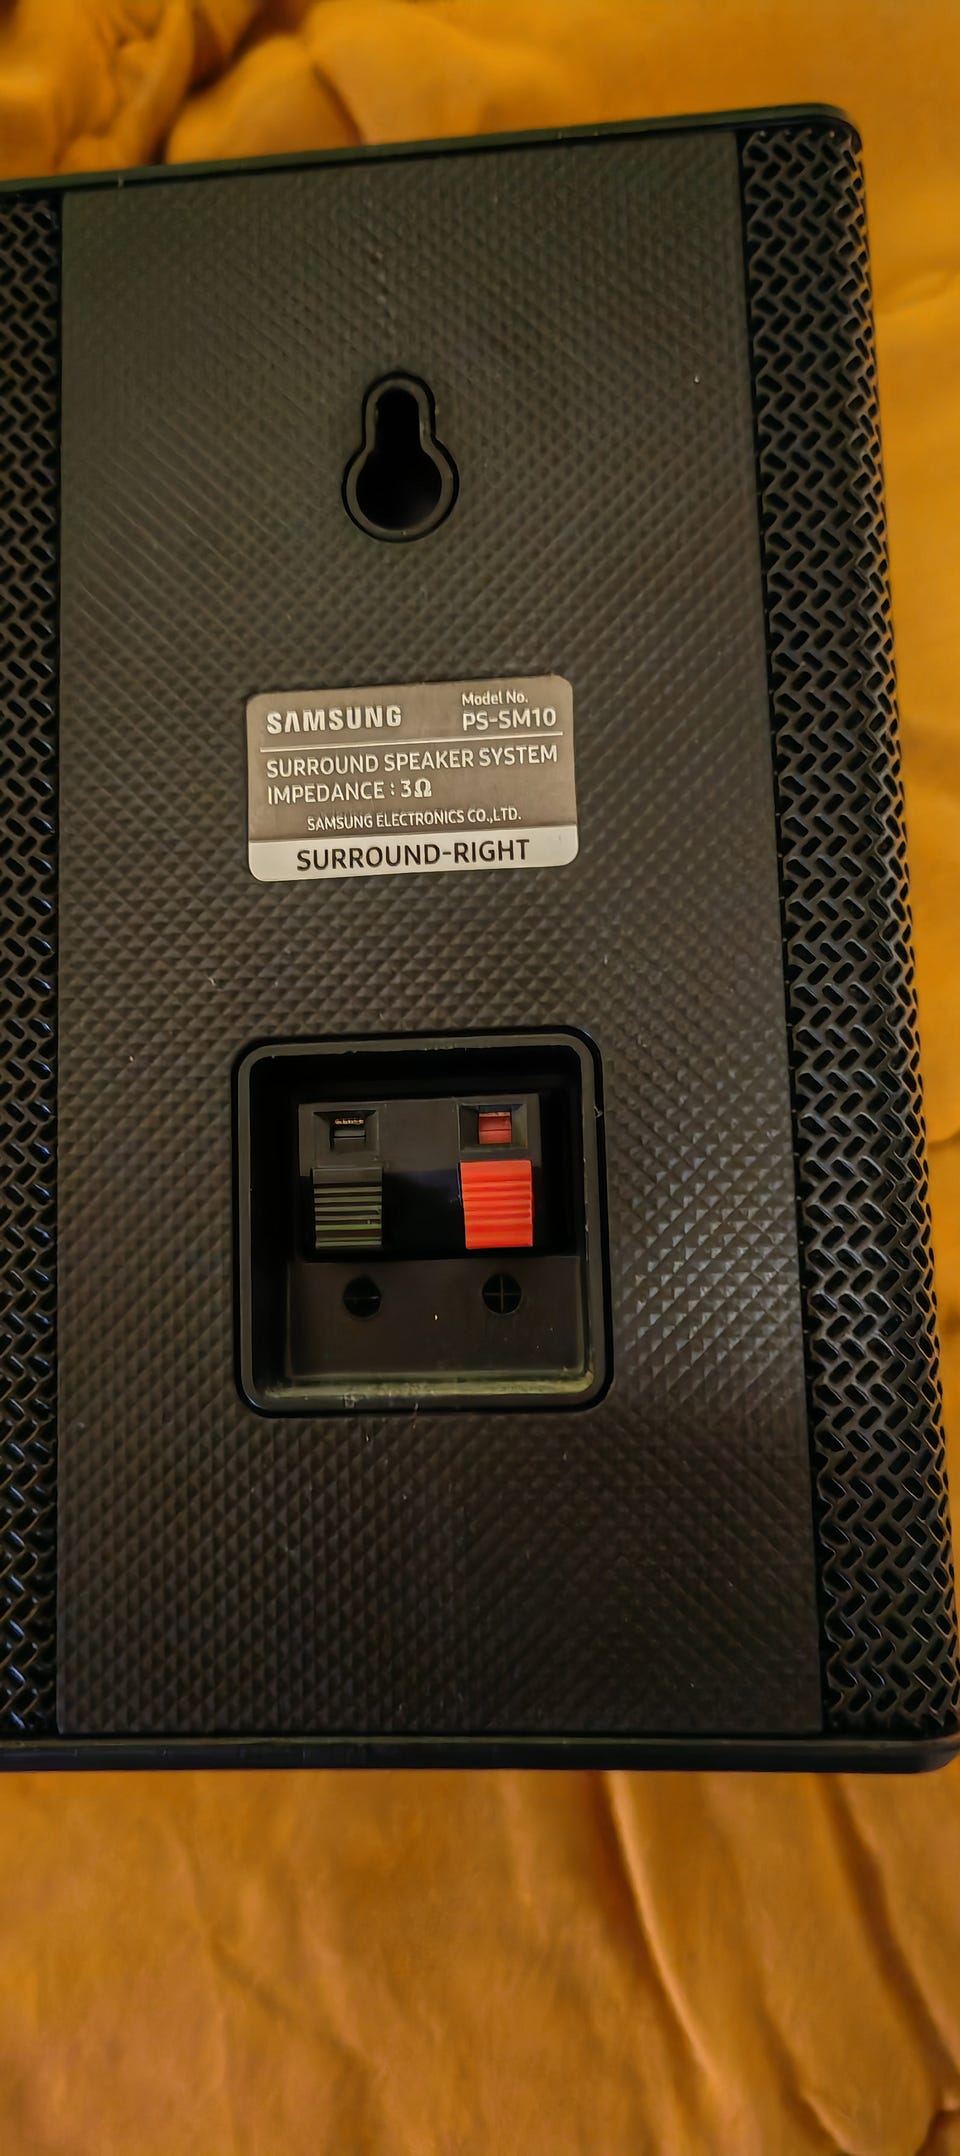 SAMSUNG
Model No.
PS-SM10
SURROUND SPEAKER SYSTEM
IMPEDANCE : 3Ω
SAMSUNG ELECTRONICS CO.,LTD.
SURROUND-RIGHT